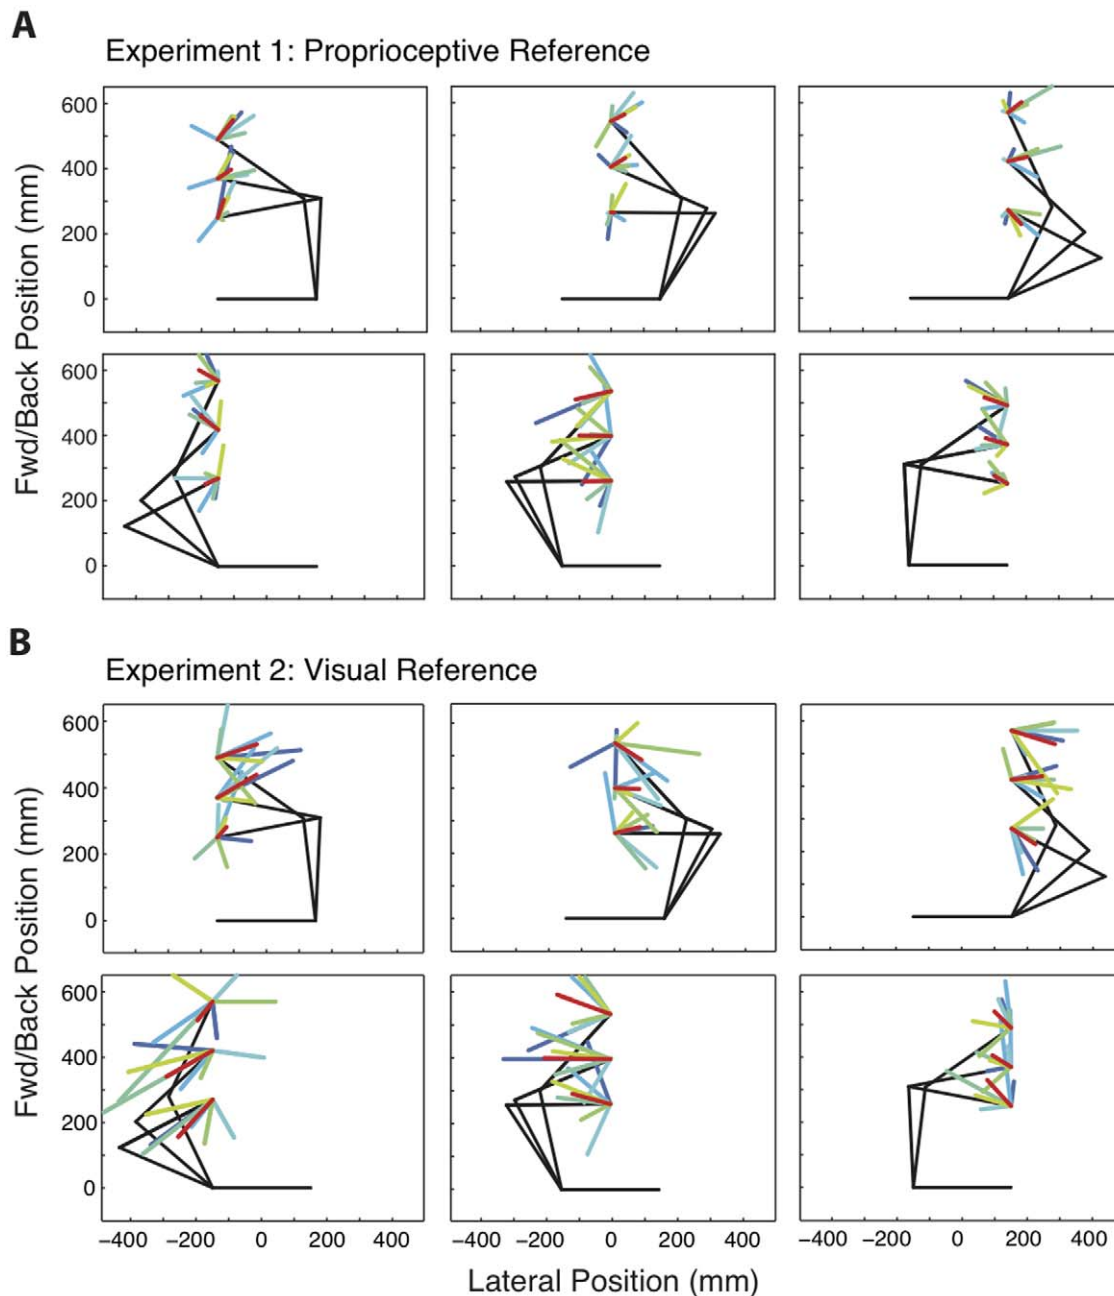 A
Experiment 1: Proprioceptive Reference
Fwd/Back Position (mm)
600
400
200
0
600
400
200
0
B
Experiment 2: Visual Reference
Fwd/Back Position (mm)
600
400
200
0
600
400
200
0
−400 −200 0 200 400 −400 −200 0 200 400 −400 −200 0 200 400
Lateral Position (mm)